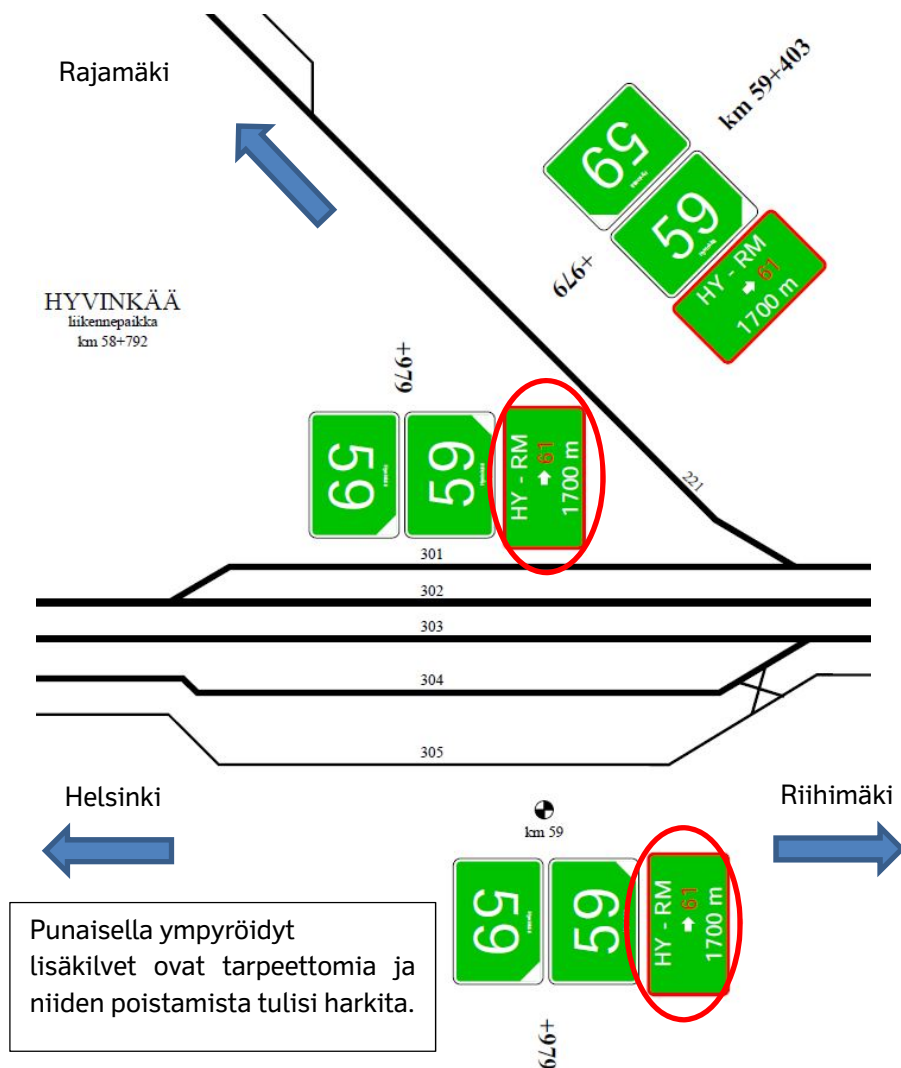 Rajamäki
km 59+403
59
59
HY - RM
61
1700 m
+979
HYVINKÄÄ
liikennepaikka
km 58+792
+979
59
59
HY - RM
61
1700 m
221
301
302
303
304
305
Helsinki
Riihimäki
km 59
59
59
HY - RM
61
1700 m
+979
Punaisella ympyröidyt
lisäkilvet ovat tarpeettomia ja
niiden poistamista tulisi harkita.